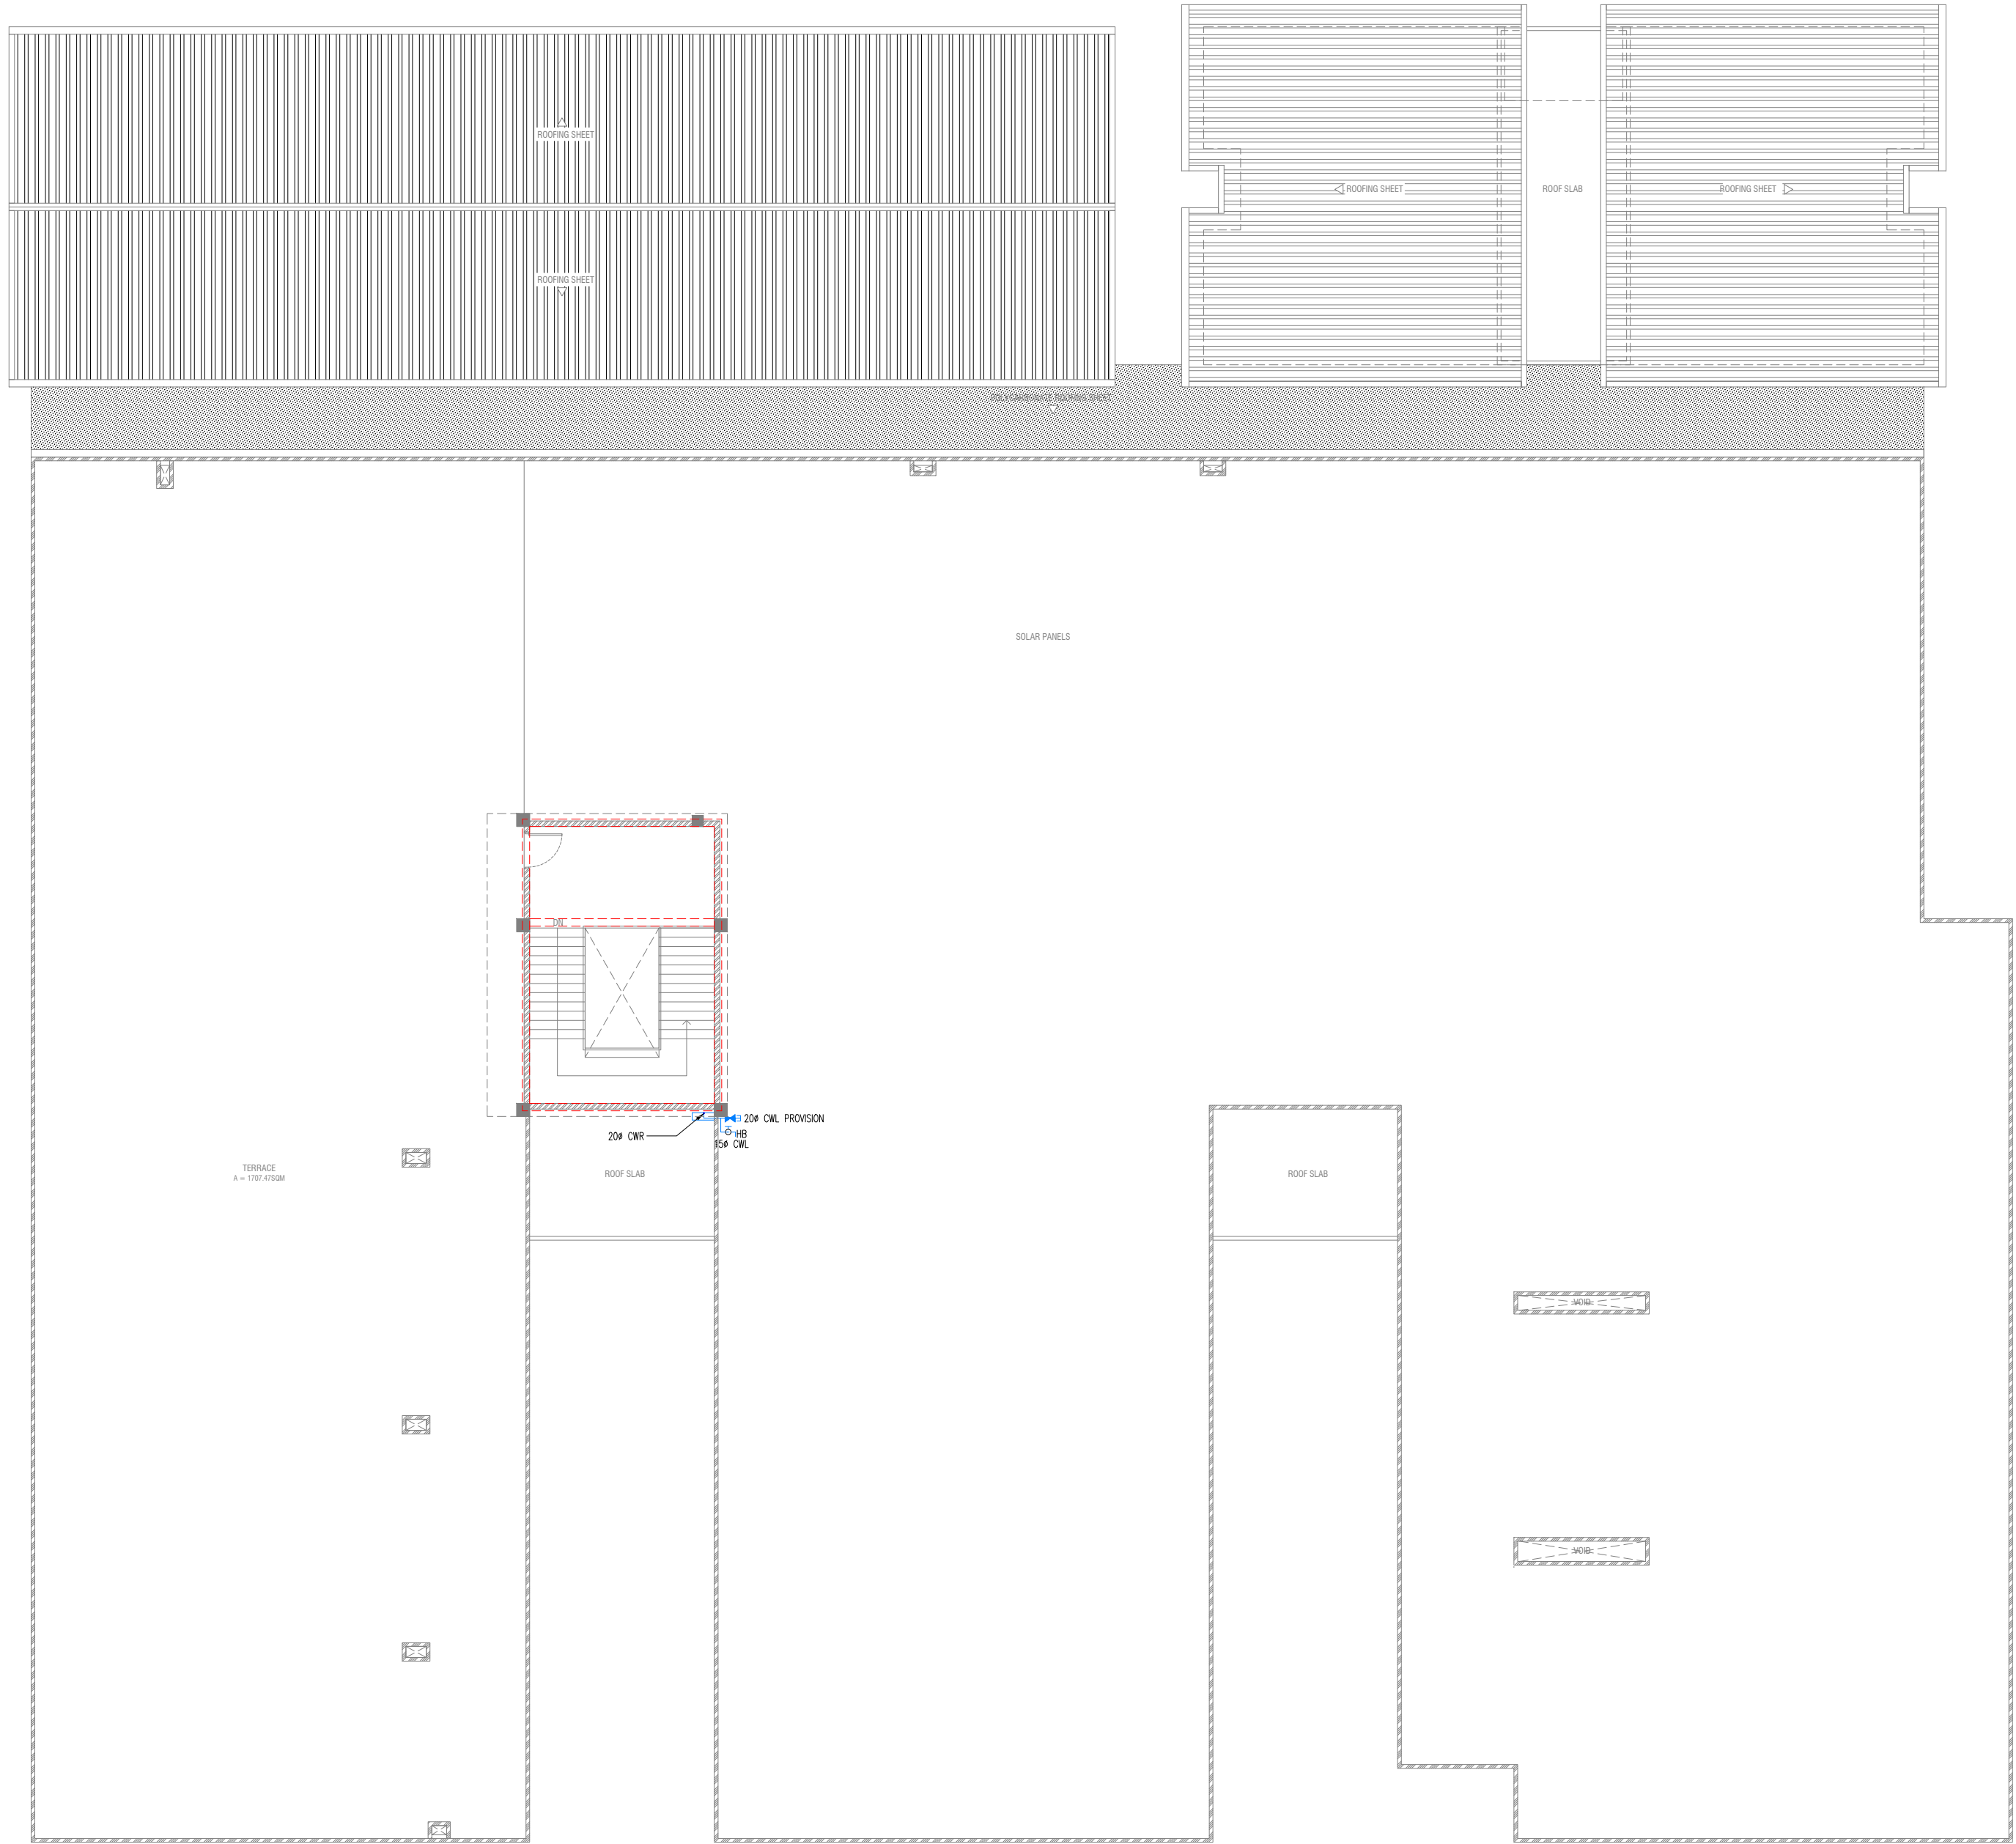 ROOFING SHEET
ROOFING SHEET
ROOF SLAB
ROOFING SHEET
ROOFING SHEET
POLYCARBONATE ROOFING SHEET
SOLAR PANELS
DN
20ø CWL PROVISION
20ø CWR
HB
15ø CWL
TERRACE
A = 1707.47SQM
ROOF SLAB
ROOF SLAB
VOID
VOID